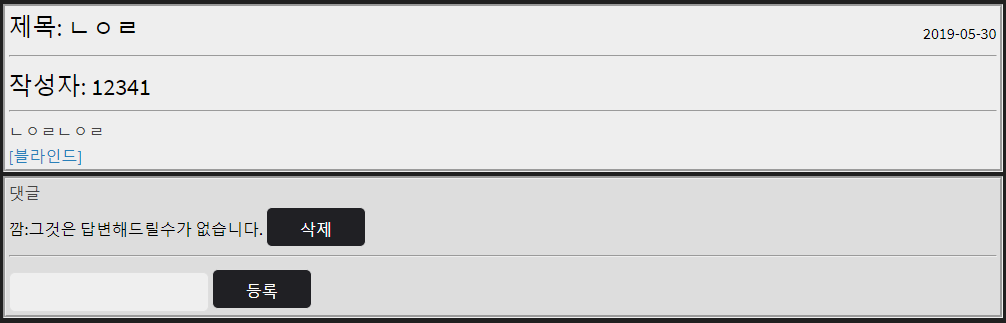 제목: ㄴㅇㄹ
2019-05-30
작성자: 12341
ㄴㅇㄹㄴㅇㄹ
[블라인드]
댓글
깜:그것은 답변해드릴수가 없습니다. 삭제
등록